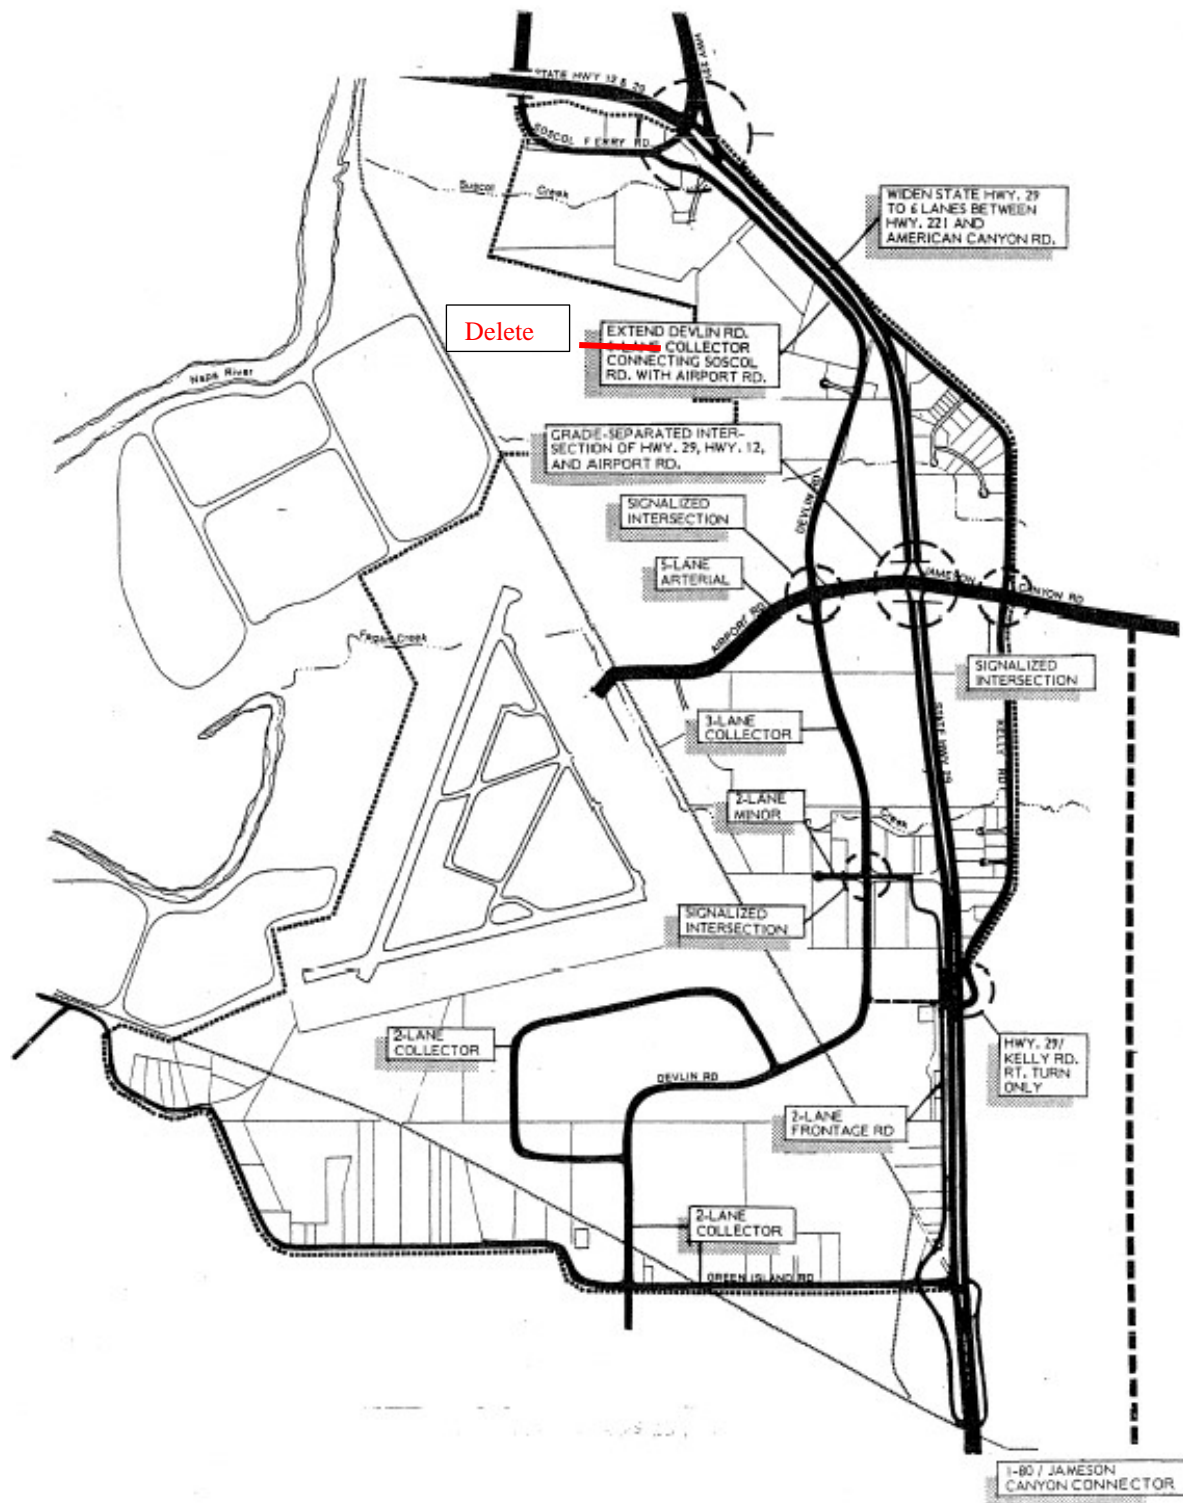 HWY 221
STATE HWY 12 & 29
SOSCOL FERRY RD.
Suscol Creek
WIDEN STATE HWY. 29
TO 6 LANES BETWEEN
HWY. 221 AND
AMERICAN CANYON RD.
Delete
EXTEND DEVLIN RD.
LANE COLLECTOR
CONNECTING SOSCOL
RD. WITH AIRPORT RD.
Napa River
GRADE-SEPARATED INTER-
SECTION OF HWY. 29, HWY. 12,
AND AIRPORT RD.
DEVLIN RD
SIGNALIZED
INTERSECTION
5-LANE
ARTERIAL
JAMESON CANYON RD
AIRPORT RD
Fagan Creek
SIGNALIZED
INTERSECTION
3-LANE
COLLECTOR
STATE HWY 29
KELLY RD
2-LANE
MINOR
Creek
SIGNALIZED
INTERSECTION
2-LANE
COLLECTOR
HWY. 29/
KELLY RD.
RT. TURN
ONLY
DEVLIN RD
2-LANE
FRONTAGE RD
2-LANE
COLLECTOR
GREEN ISLAND RD
I-80 / JAMESON
CANYON CONNECTOR